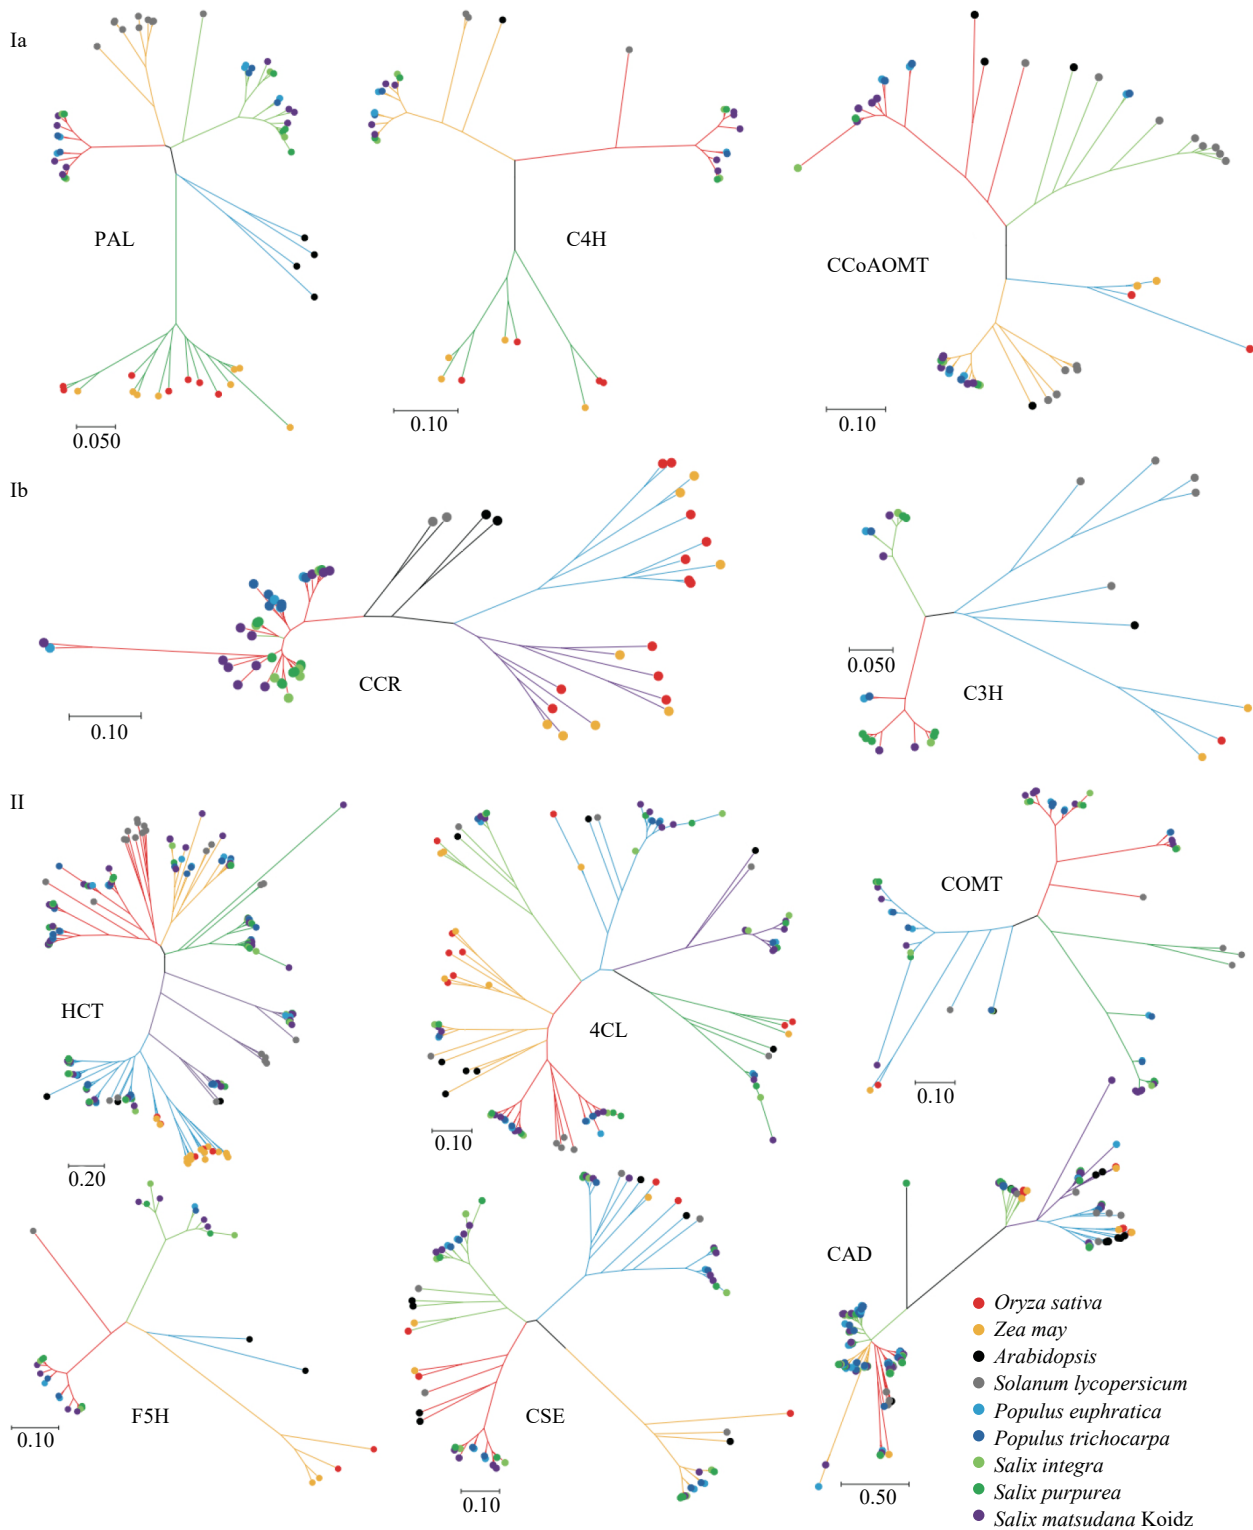 Ia
PAL
C4H
CCoAOMT
0.050
0.10
0.10
Ib
CCR
C3H
0.10
0.050
II
HCT
4CL
COMT
0.20
0.10
0.10
F5H
CSE
CAD
0.10
0.10
0.50
Oryza sativa
Zea may
Arabidopsis
Solanum lycopersicum
Populus euphratica
Populus trichocarpa
Salix integra
Salix purpurea
Salix matsudana Koidz